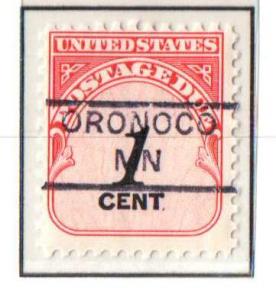 UNITED STATES
POSTAGE DUE
ORONOCO
MN
1
CENT